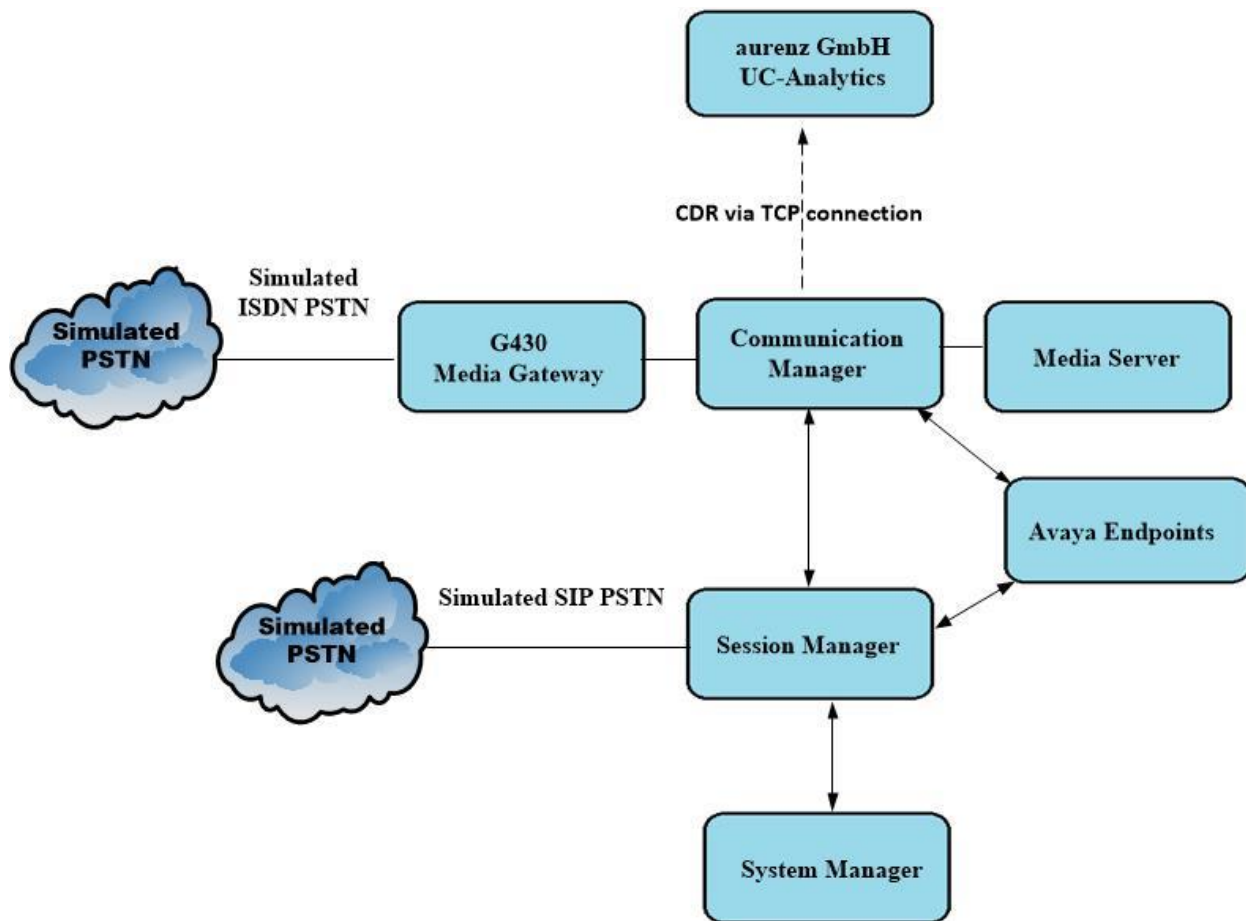 aurenz GmbH
UC-Analytics
CDR via TCP connection
Simulated
ISDN PSTN
Simulated
PSTN
G430
Media Gateway
Communication
Manager
Media Server
Avaya Endpoints
Simulated SIP PSTN
Simulated
PSTN
Session Manager
System Manager